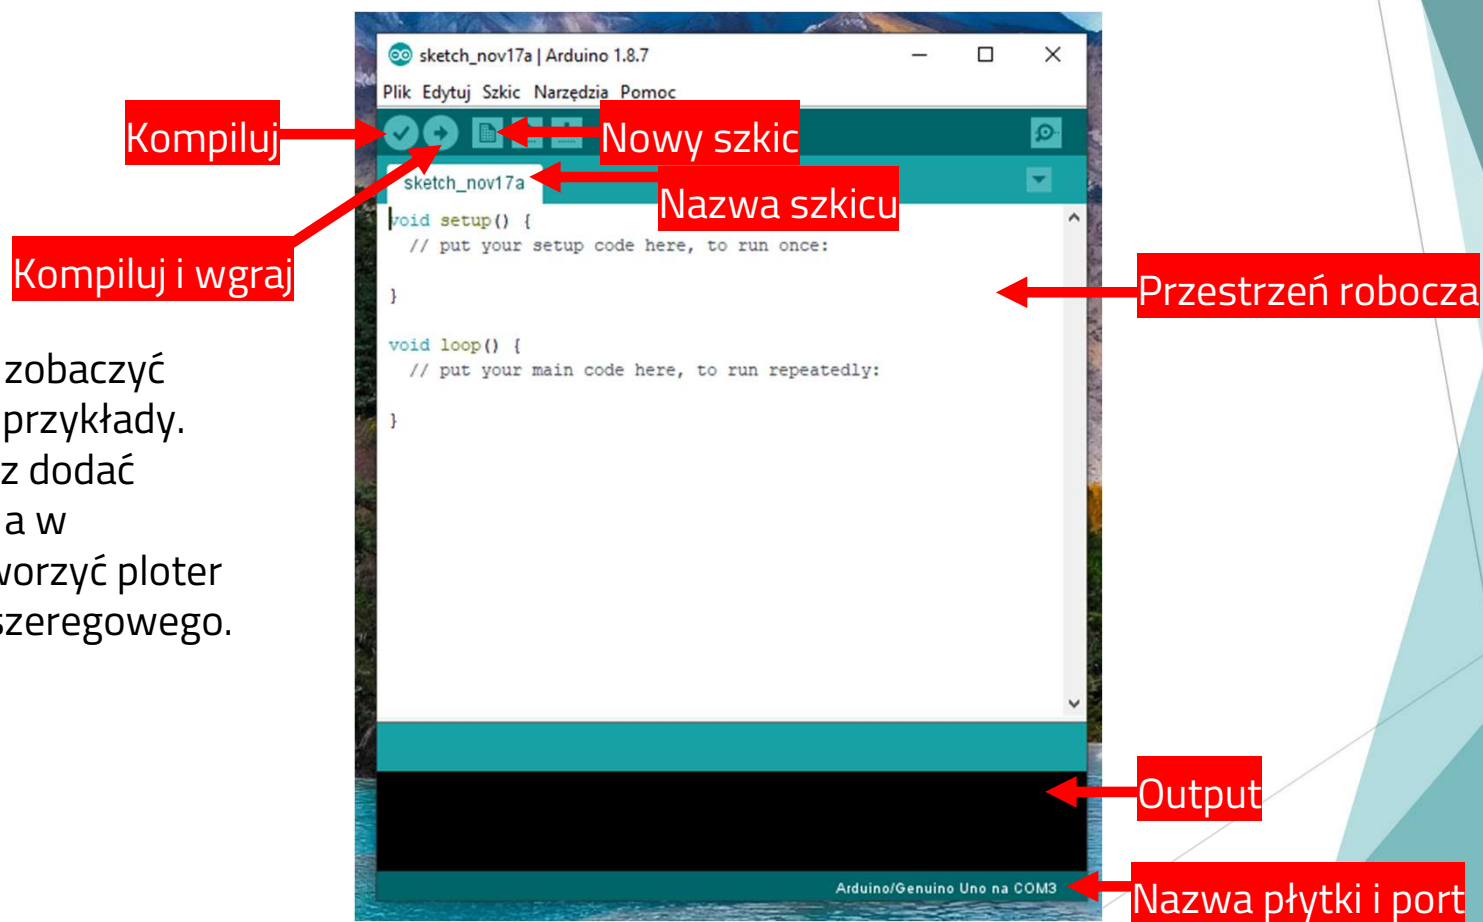 sketch_nov17a | Arduino 1.8.7
Plik Edytuj Szkic Narzędzia Pomoc
Kompiluj
Nowy szkic
sketch_nov17a
Nazwa szkicu
void setup() {
// put your setup code here, to run once:
Kompiluj i wgraj
}
Przestrzeń robocza
void loop() {
// put your main code here, to run repeatedly:
}
zobaczyć
przykłady.
z dodać
a w
worzyć ploter
szeregowego.
Output
Arduino/Genuino Uno na COM3
Nazwa płytki i port